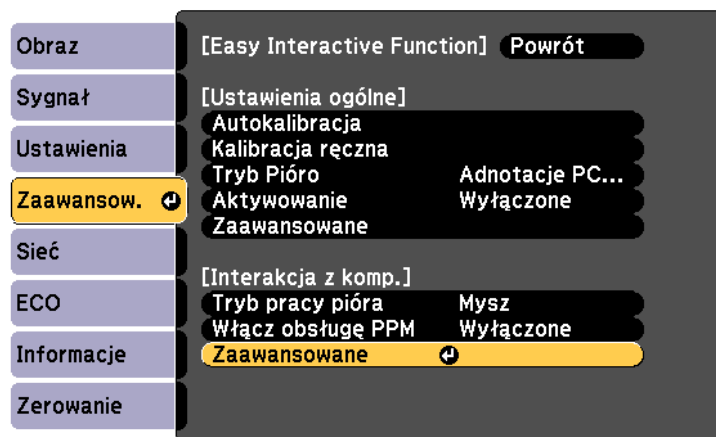 Obraz
Sygnał
Ustawienia
Zaawansow.
Sieć
ECO
Informacje
Zerowanie
[Easy Interactive Function] Powrót
[Ustawienia ogólne]
Autokalibracja
Kalibracja ręczna
Tryb Pióro Adnotacje PC...
Aktywowanie Wyłączone
Zaawansowane
[Interakcja z komp.]
Tryb pracy pióra Mysz
Włącz obsługę PPM Wyłączone
Zaawansowane